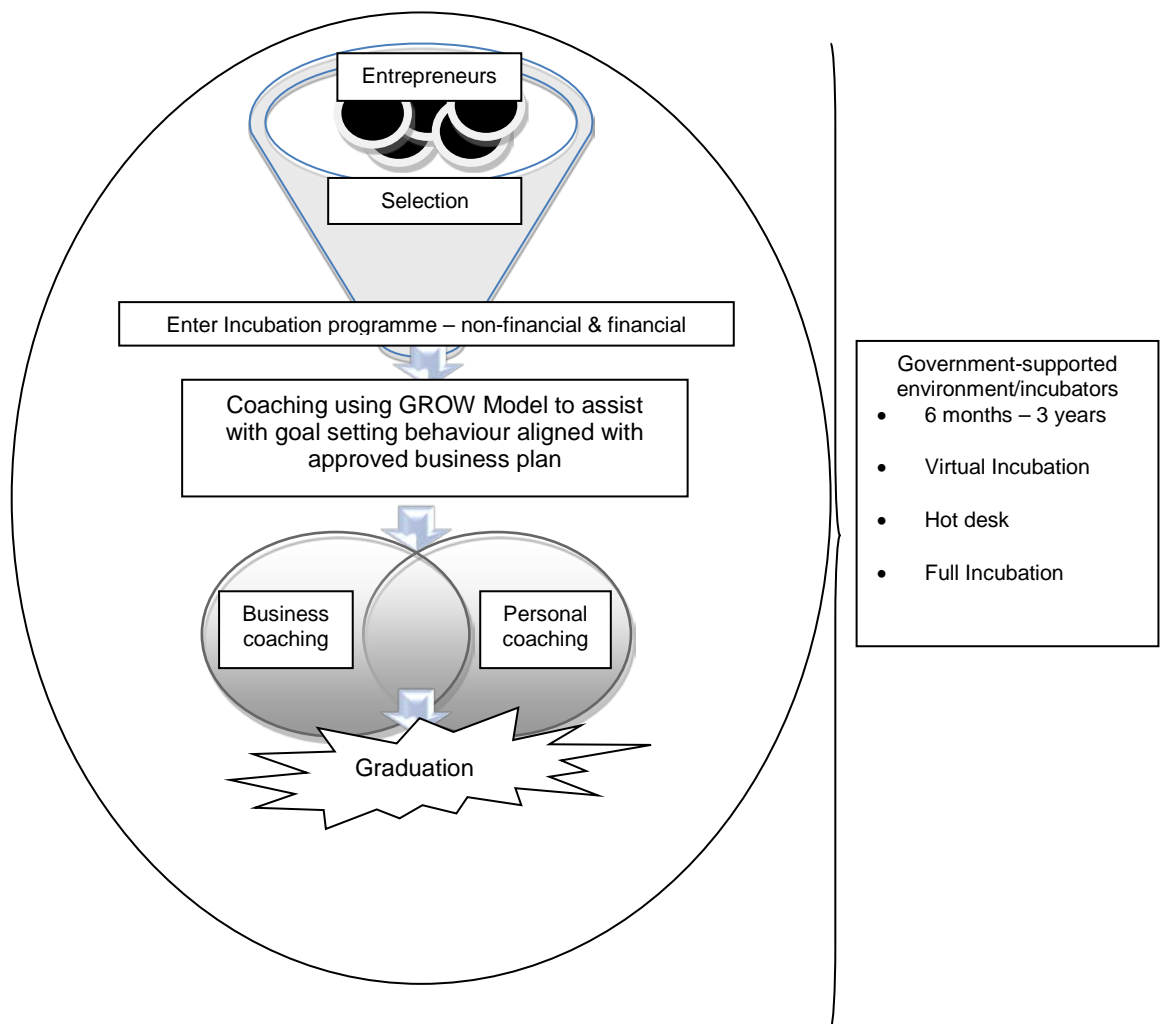 Entrepreneurs
Selection
Enter Incubation programme – non-financial & financial
Coaching using GROW Model to assist
with goal setting behaviour aligned with
approved business plan
Business
coaching
Personal
coaching
Graduation
Government-supported
environment/incubators
• 6 months – 3 years
• Virtual Incubation
• Hot desk
• Full Incubation